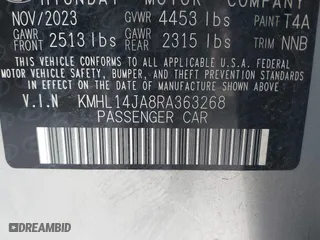 HYUNDAI MOTOR COMPANY
NOV/2023 GVWR 4453 lbs PAINT T4A
GAWR 2513 lbs GAWR 2315 lbs TRIM NNB
THIS VEHICLE CONFORMS TO ALL APPLICABLE U.S.A. FEDERAL
MOTOR VEHICLE SAFETY, BUMPER, AND THEFT PREVENTION
STANDARDS IN EFFECT ON THE DATE OF MANUFACTURE
SHOWN ABOVE.
V.I.N KMHL14JA8RA363268
PASSENGER CAR
DREAMBID
DREAMBID.COM